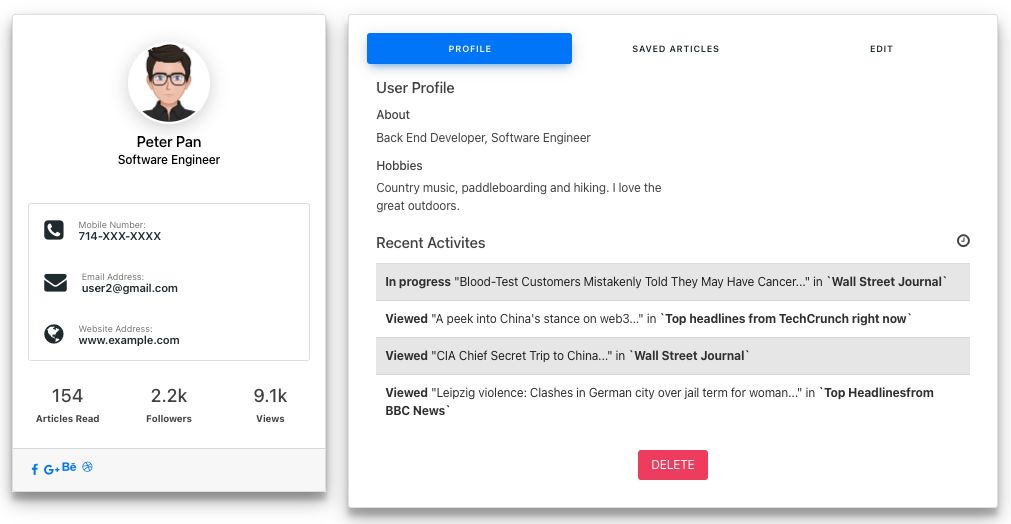 Peter Pan
Software Engineer
Mobile Number:
714-XXX-XXXX
Email Address:
user2@gmail.com
Website Address:
www.example.com
154
2.2k
9.1k
Articles Read
Followers
Views
PROFILE
SAVED ARTICLES
EDIT
User Profile
About
Back End Developer, Software Engineer
Hobbies
Country music, paddleboarding and hiking. I love the
great outdoors.
Recent Activites
In progress "Blood-Test Customers Mistakenly Told They May Have Cancer..." in `Wall Street Journal`
Viewed "A peek into China's stance on web3..." in `Top headlines from TechCrunch right now`
Viewed "CIA Chief Secret Trip to China..." in `Wall Street Journal`
Viewed "Leipzig violence: Clashes in German city over jail term for woman..." in `Top Headlinesfrom
BBC News`
DELETE